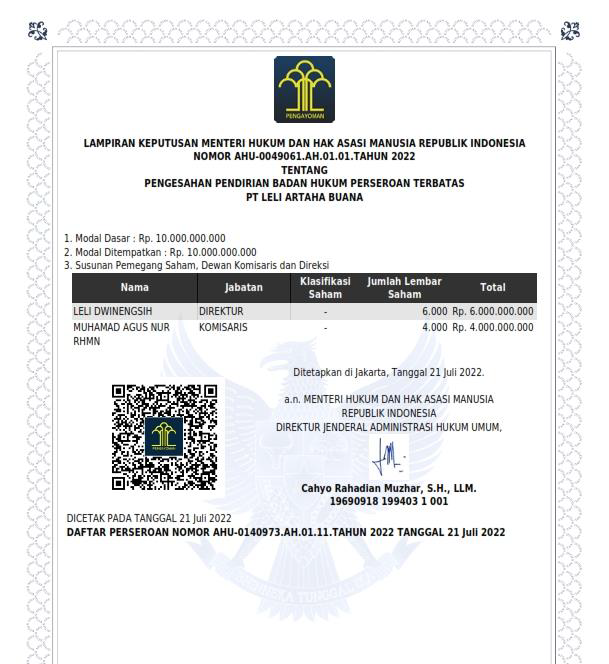 PENGAYOMAN
LAMPIRAN KEPUTUSAN MENTERI HUKUM DAN HAK ASASI MANUSIA REPUBLIK INDONESIA
NOMOR AHU-0049061.AH.01.01.TAHUN 2022
TENTANG
PENGESAHAN PENDIRIAN BADAN HUKUM PERSEROAN TERBATAS
PT LELI ARTAHA BUANA
1. Modal Dasar : Rp. 10.000.000.000
2. Modal Ditempatkan : Rp. 10.000.000.000
3. Susunan Pemegang Saham, Dewan Komisaris dan Direksi
Nama Jabatan Klasifikasi Saham Jumlah Lembar Saham Total
LELI DWINENGSIH DIREKTUR - 6.000 Rp. 6.000.000.000
MUHAMAD AGUS NUR RHMN KOMISARIS - 4.000 Rp. 4.000.000.000
Ditetapkan di Jakarta, Tanggal 21 Juli 2022.
a.n. MENTERI HUKUM DAN HAK ASASI MANUSIA
REPUBLIK INDONESIA
DIREKTUR JENDERAL ADMINISTRASI HUKUM UMUM,
PENGAYOMAN
Cahyo Rahadian Muzhar, S.H., LLM.
19690918 199403 1 001
DICETAK PADA TANGGAL 21 Juli 2022
DAFTAR PERSEROAN NOMOR AHU-0140973.AH.01.11.TAHUN 2022 TANGGAL 21 Juli 2022